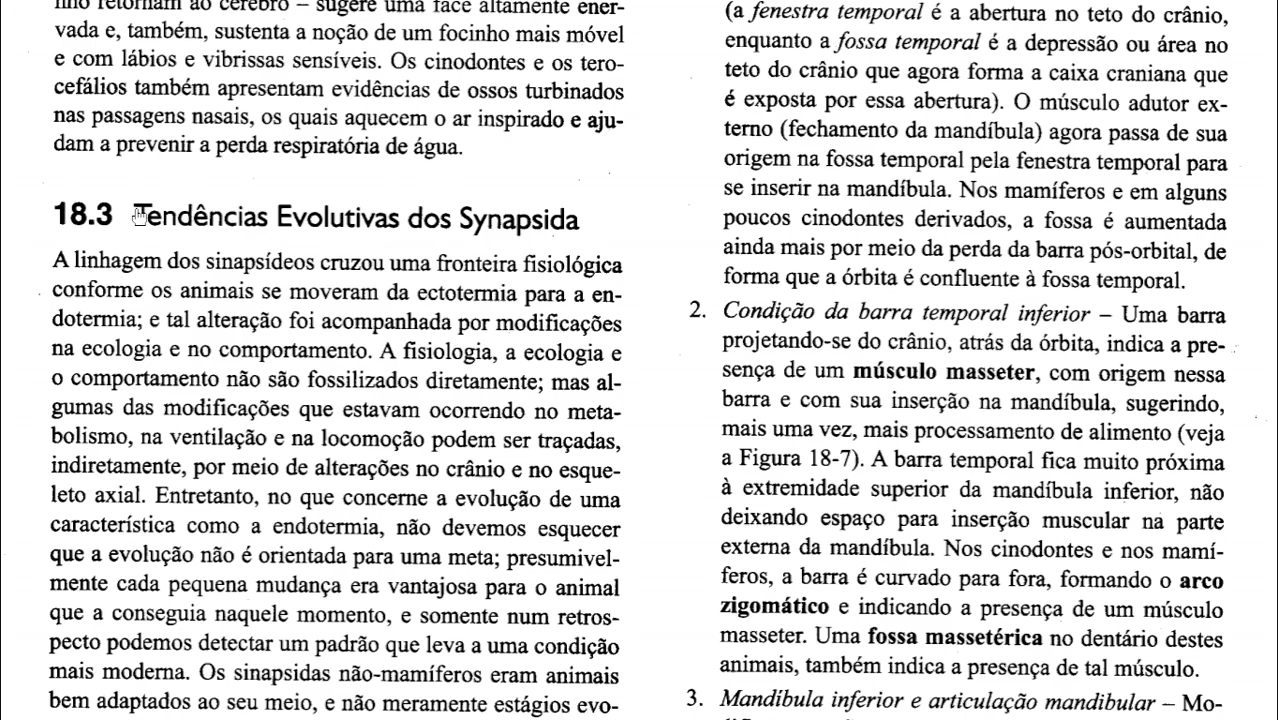 nho retornam ao cérebro – sugere uma face altamente ener-
vada e, também, sustenta a noção de um focinho mais móvel
e com lábios e vibrissas sensíveis. Os cinodontes e os tero-
cefálios também apresentam evidências de ossos turbinados
nas passagens nasais, os quais aquecem o ar inspirado e aju-
dam a prevenir a perda respiratória de água.
18.3 Tendências Evolutivas dos Synapsida
A linhagem dos sinapsídeos cruzou uma fronteira fisiológica
conforme os animais se moveram da ectotermia para a en-
dotermia; e tal alteração foi acompanhada por modificações
na ecologia e no comportamento. A fisiologia, a ecologia e
o comportamento não são fossilizados diretamente; mas al-
gumas das modificações que estavam ocorrendo no meta-
bolismo, na ventilação e na locomoção podem ser traçadas,
indiretamente, por meio de alterações no crânio e no esque-
leto axial. Entretanto, no que concerne a evolução de uma
característica como a endotermia, não devemos esquecer
que a evolução não é orientada para uma meta; presumivel-
mente cada pequena mudança era vantajosa para o animal
que a conseguia naquele momento, e somente num retros-
pecto podemos detectar um padrão que leva a uma condição
mais moderna. Os sinapsidas não-mamíferos eram animais
bem adaptados ao seu meio, e não meramente estágios evo-
(a fenestra temporal é a abertura no teto do crânio,
enquanto a fossa temporal é a depressão ou área no
teto do crânio que agora forma a caixa craniana que
é exposta por essa abertura). O músculo adutor ex-
terno (fechamento da mandíbula) agora passa de sua
origem na fossa temporal pela fenestra temporal para
se inserir na mandíbula. Nos mamíferos e em alguns
poucos cinodontes derivados, a fossa é aumentada
ainda mais por meio da perda da barra pós-orbital, de
forma que a órbita é confluente à fossa temporal.
2. Condição da barra temporal inferior – Uma barra
projetando-se do crânio, atrás da órbita, indica a pre-
sença de um músculo masseter, com origem nessa
barra e com sua inserção na mandíbula, sugerindo,
mais uma vez, mais processamento de alimento (veja
a Figura 18-7). A barra temporal fica muito próxima
à extremidade superior da mandíbula inferior, não
deixando espaço para inserção muscular na parte
externa da mandíbula. Nos cinodontes e nos mamí-
feros, a barra é curvado para fora, formando o arco
zigomático e indicando a presença de um músculo
masseter. Uma fossa massetérica no dentário destes
animais, também indica a presença de tal músculo.
3. Mandíbula inferior e articulação mandibular – Mo-